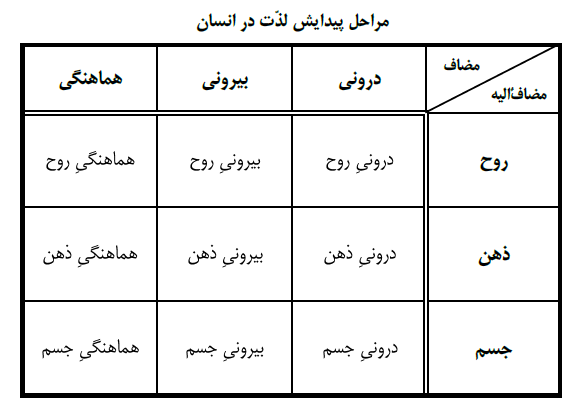 مراحل پیدایش لذّت در انسان
مضاف
مضاف‌ٌالیه
درونی
بیرونی
هماهنگی
روح
درونیِ روح
بیرونیِ روح
هماهنگیِ روح
ذهن
درونیِ ذهن
بیرونیِ ذهن
هماهنگیِ ذهن
جسم
درونیِ جسم
بیرونیِ جسم
هماهنگیِ جسم